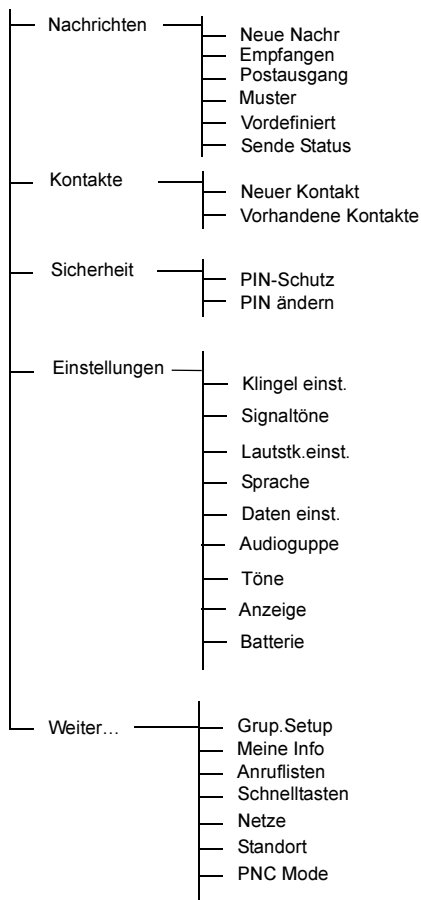 Nachrichten
Neue Nachr
Empfangen
Postausgang
Muster
Vordefiniert
Sende Status
Kontakte
Neuer Kontakt
Vorhandene Kontakte
Sicherheit
PIN-Schutz
PIN ändern
Einstellungen
Klingel einst.
Signaltöne
Lautstk.einst.
Sprache
Daten einst.
Audioguppe
Töne
Anzeige
Batterie
Weiter...
Grup.Setup
Meine Info
Anruflisten
Schnelltasten
Netze
Standort
PNC Mode